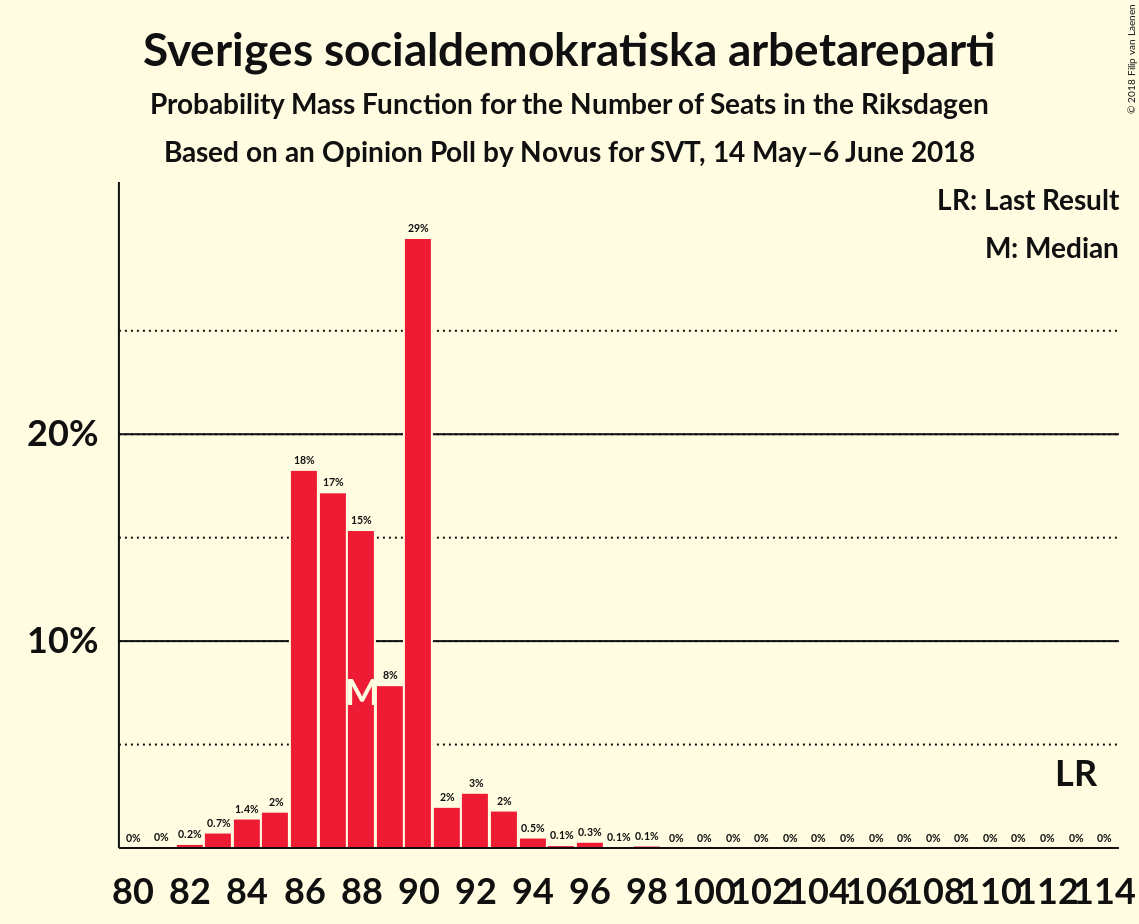 Sveriges socialdemokratiska arbetareparti
Probability Mass Function for the Number of Seats in the Riksdagen
Based on an Opinion Poll by Novus for SVT, 14 May–6 June 2018
© 2018 Filip van Laenen
LR: Last Result
M: Median
20%
10%
0% 0% 0.2% 0.7% 1.4% 2% 18% 17% 15% 8% 29% 2% 3% 2% 0.5% 0.1% 0.3% 0.1% 0.1% 0% 0% 0% 0% 0% 0% 0% 0% 0% 0% 0% 0% 0% 0% 0% 0%
M
LR
80 82 84 86 88 90 92 94 96 98 100 102 104 106 108 110 112 114